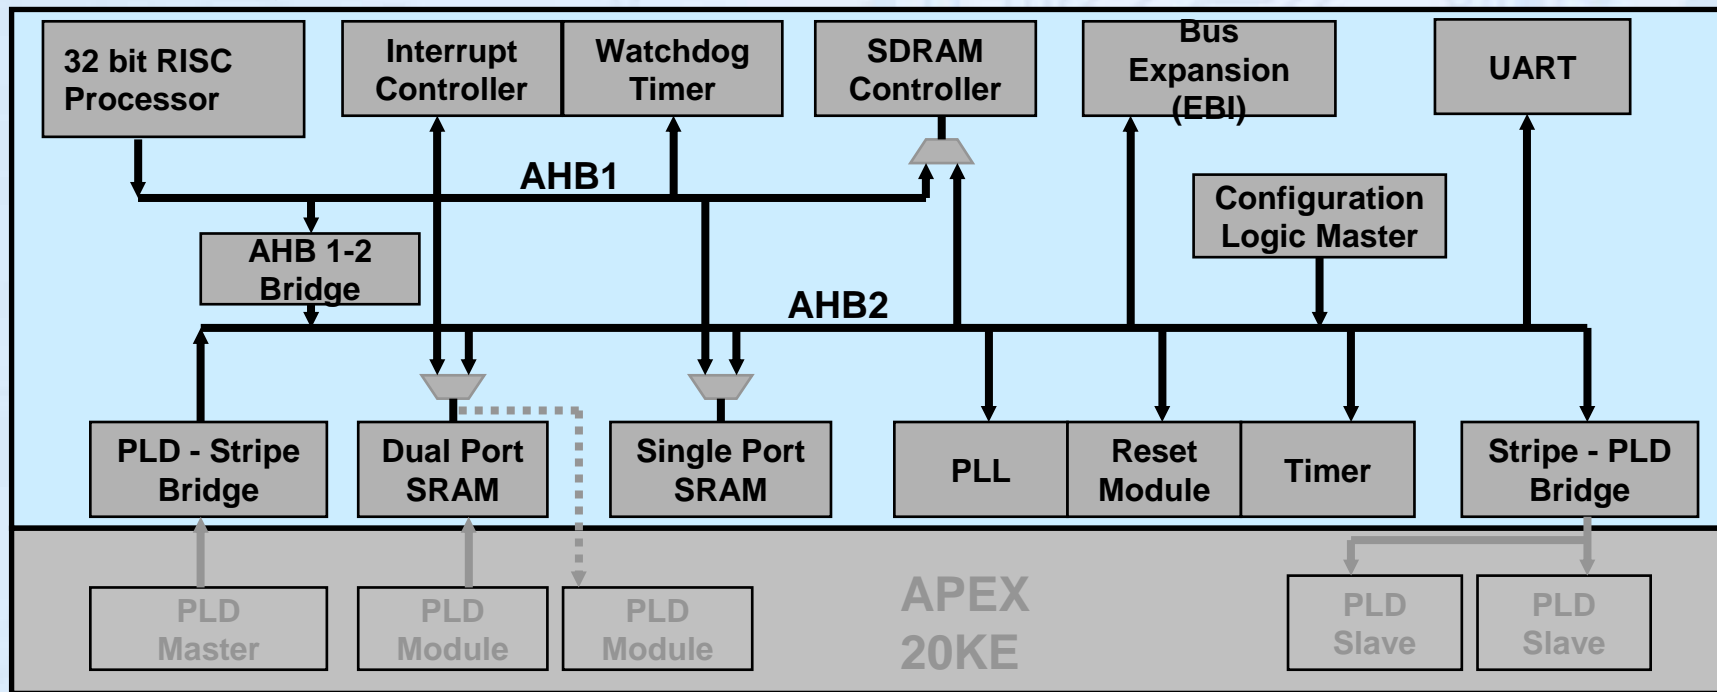 32 bit RISC
Processor
Interrupt
Controller
Watchdog
Timer
SDRAM
Controller
Bus
Expansion
(EBI)
UART
AHB1
Configuration
Logic Master
AHB 1-2
Bridge
AHB2
PLD - Stripe
Bridge
Dual Port
SRAM
Single Port
SRAM
PLL
Reset
Module
Timer
Stripe - PLD
Bridge
PLD
Master
PLD
Module
PLD
Module
APEX
20KE
PLD
Slave
PLD
Slave